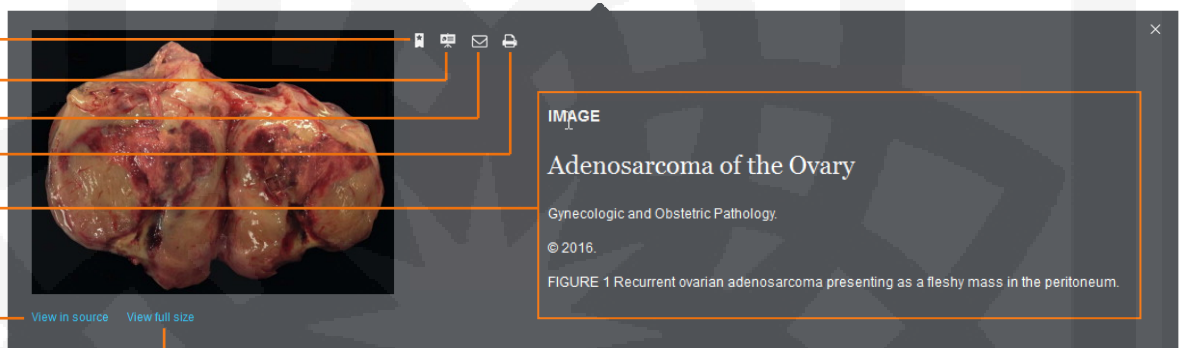 IMAGE
Adenosarcoma of the Ovary
Gynecologic and Obstetric Pathology.
© 2016.
FIGURE 1 Recurrent ovarian adenosarcoma presenting as a fleshy mass in the peritoneum.
View in source View full size